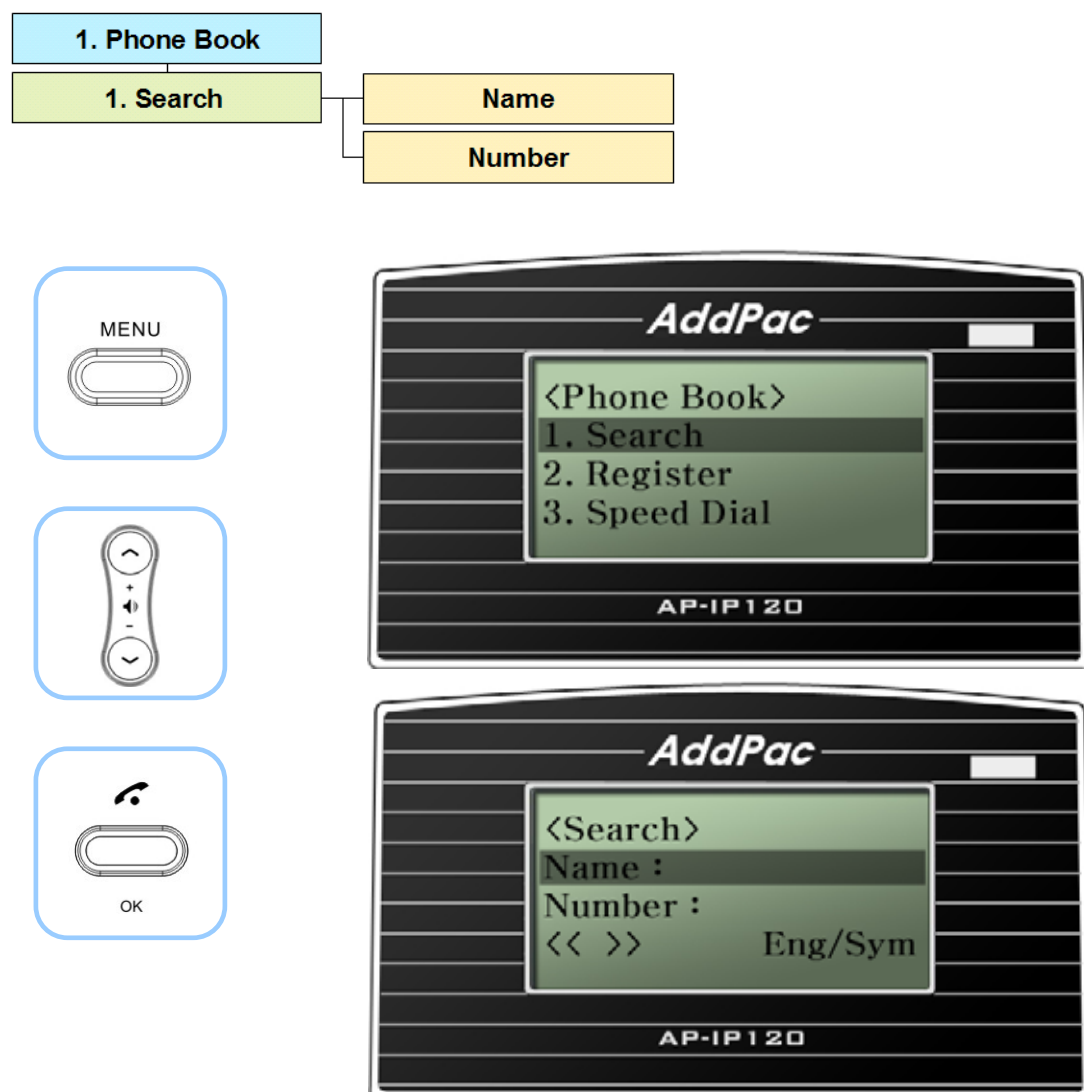 1. Phone Book
1. Search
Name
Number
MENU
+
-
OK
AddPac
<Phone Book>
1. Search
2. Register
3. Speed Dial
AP-IP120
AddPac
<Search>
Name :
Number :
<< >> Eng/Sym
AP-IP120